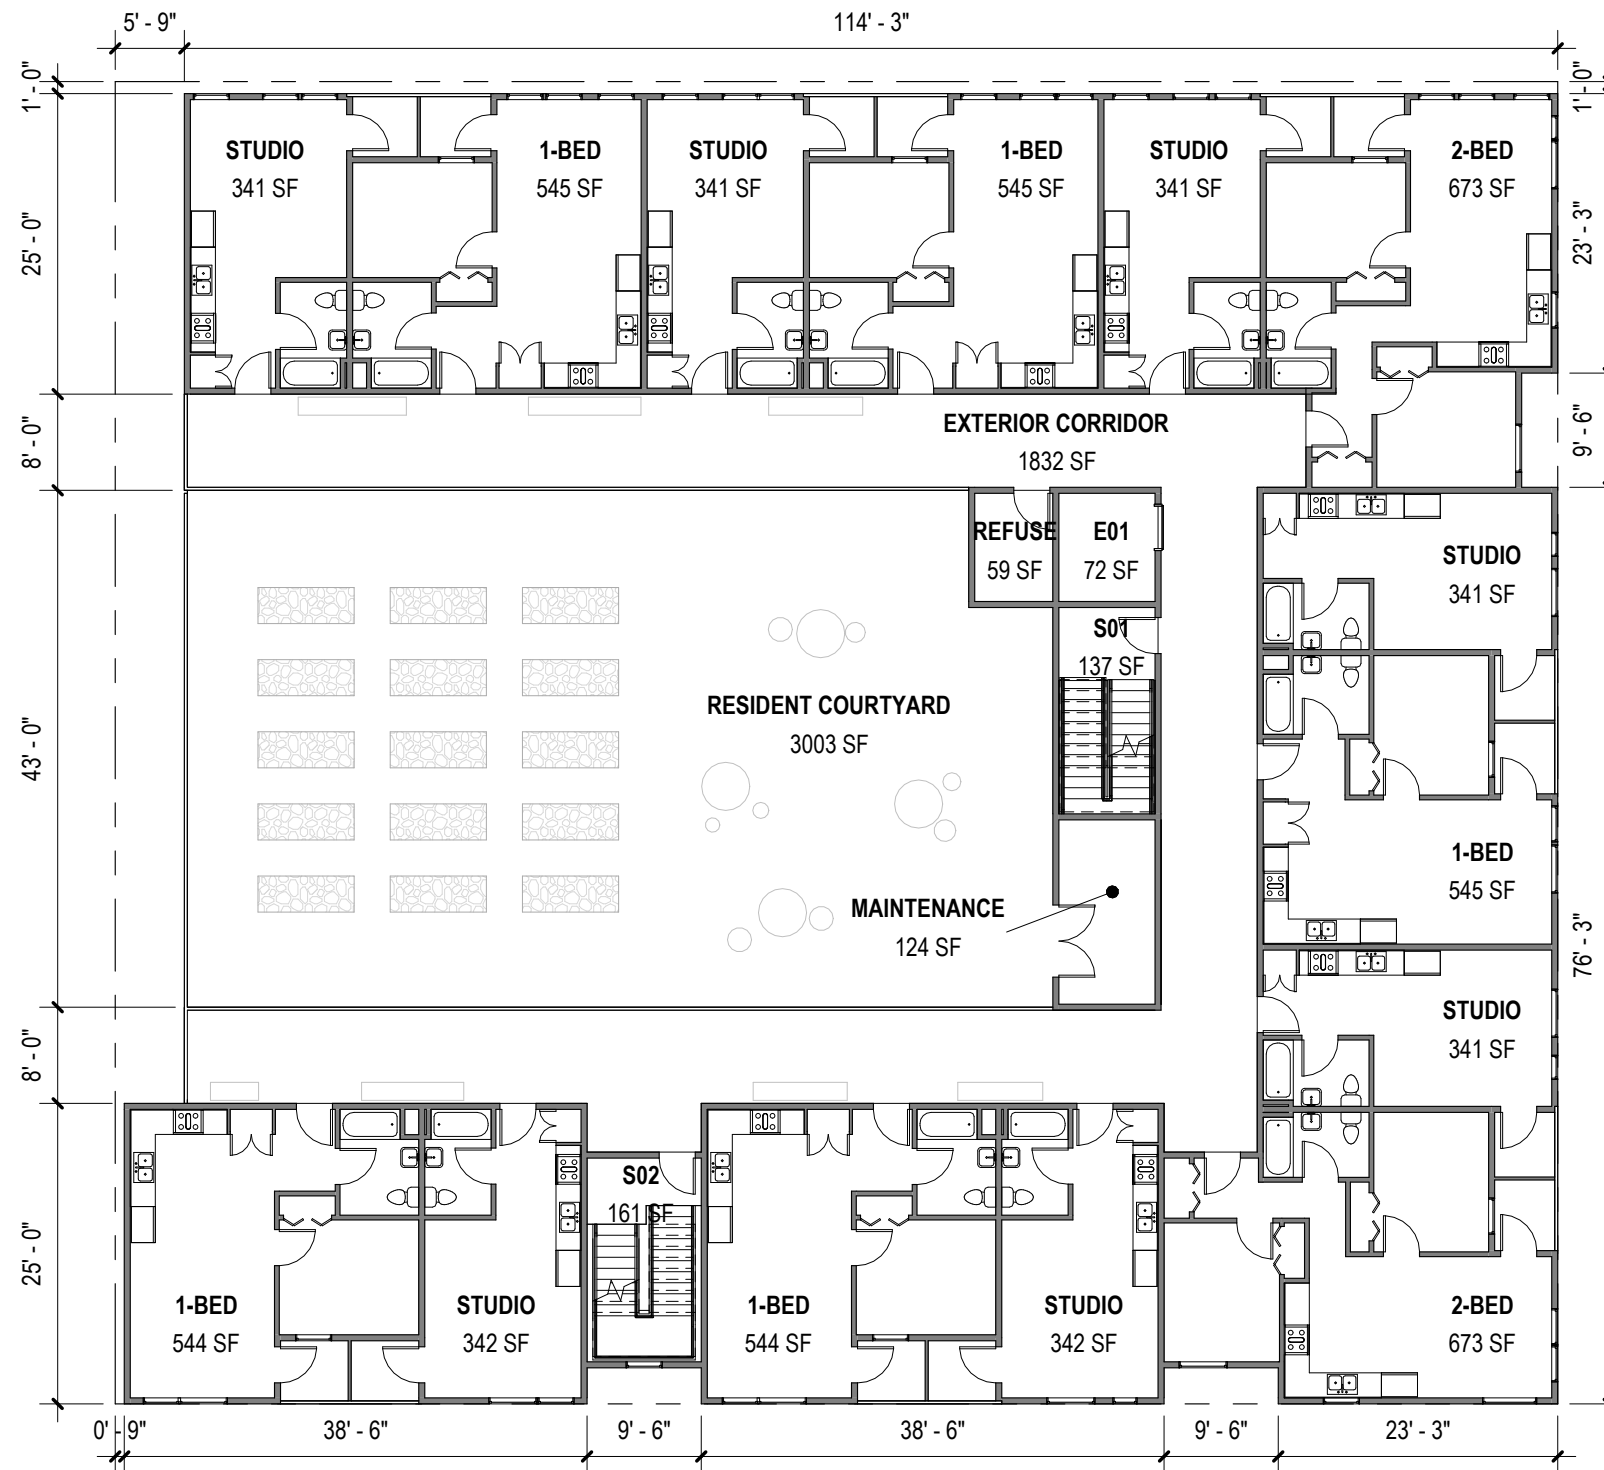 5' - 9"
114' - 3"
1' - 0"
1' - 0"
STUDIO
341 SF
1-BED
545 SF
STUDIO
341 SF
1-BED
545 SF
STUDIO
341 SF
2-BED
673 SF
25' - 0"
23' - 3"
8' - 0"
EXTERIOR CORRIDOR
1832 SF
9' - 6"
REFUSE
59 SF
E01
72 SF
STUDIO
341 SF
S01
137 SF
RESIDENT COURTYARD
3003 SF
43' - 0"
1-BED
545 SF
MAINTENANCE
124 SF
76' - 3"
STUDIO
341 SF
8' - 0"
S02
161 SF
25' - 0"
1-BED
544 SF
STUDIO
342 SF
1-BED
544 SF
STUDIO
342 SF
2-BED
673 SF
0' - 9"
38' - 6"
9' - 6"
38' - 6"
9' - 6"
23' - 3"